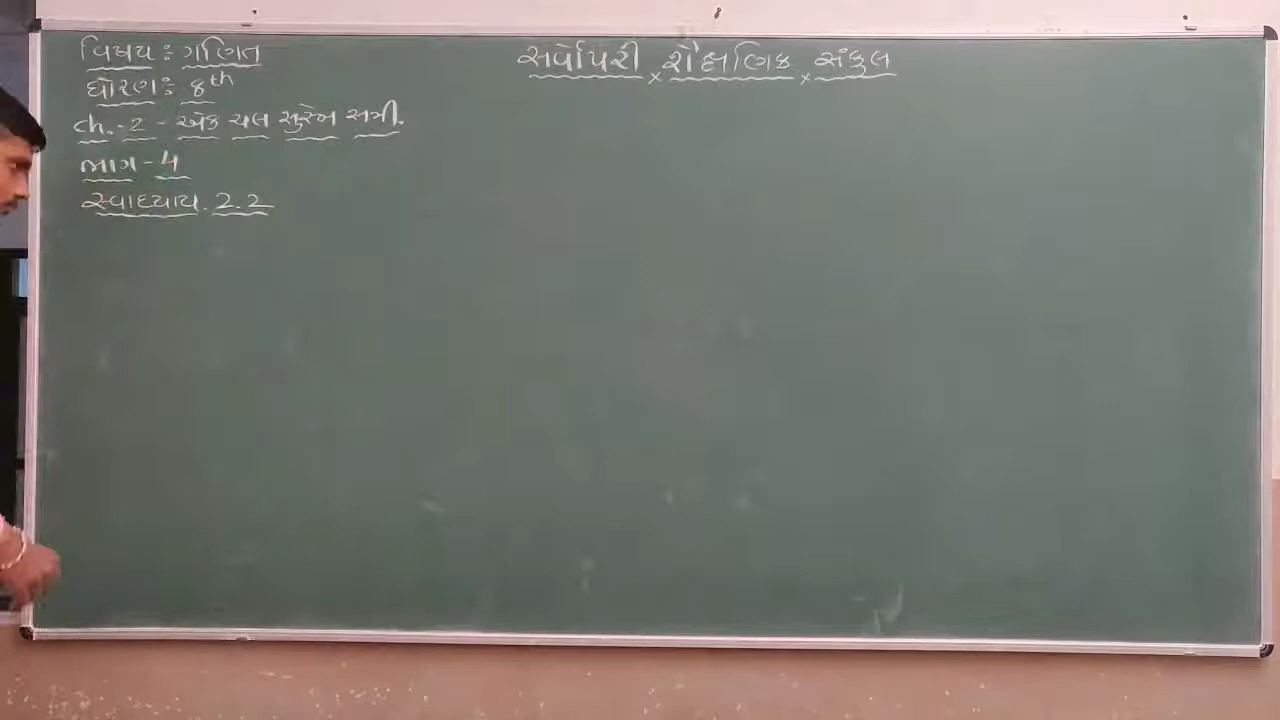 સર્વોપરી શૈક્ષણિક સંકુલ
વિષય : ગણિત
ધોરણ : 8th
ch.-2 - એક ચલ સુરેખ સમી.
ભાગ - 4
સ્વાધ્યાય. 2.2